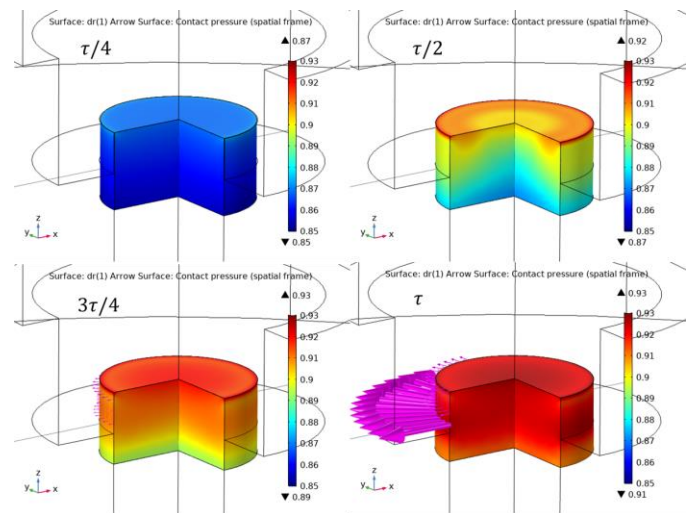 Surface: dr(1) Arrow Surface: Contact pressure (spatial frame)
τ/4
▲ 0.87
0.93
0.92
0.91
0.9
0.89
0.88
0.87
0.86
0.85
▼ 0.85
z
y x
Surface: dr(1) Arrow Surface: Contact pressure (spatial frame)
τ/2
▲ 0.92
0.93
0.92
0.91
0.9
0.89
0.88
0.87
0.86
0.85
▼ 0.87
z
y x
Surface: dr(1) Arrow Surface: Contact pressure (spatial frame)
3τ/4
▲ 0.93
0.93
0.92
0.91
0.9
0.89
0.88
0.87
0.86
0.85
▼ 0.89
z
y x
Surface: dr(1) Arrow Surface: Contact pressure (spatial frame)
τ
▲ 0.93
0.93
0.92
0.91
0.9
0.89
0.88
0.87
0.86
0.85
▼ 0.91
z
y x